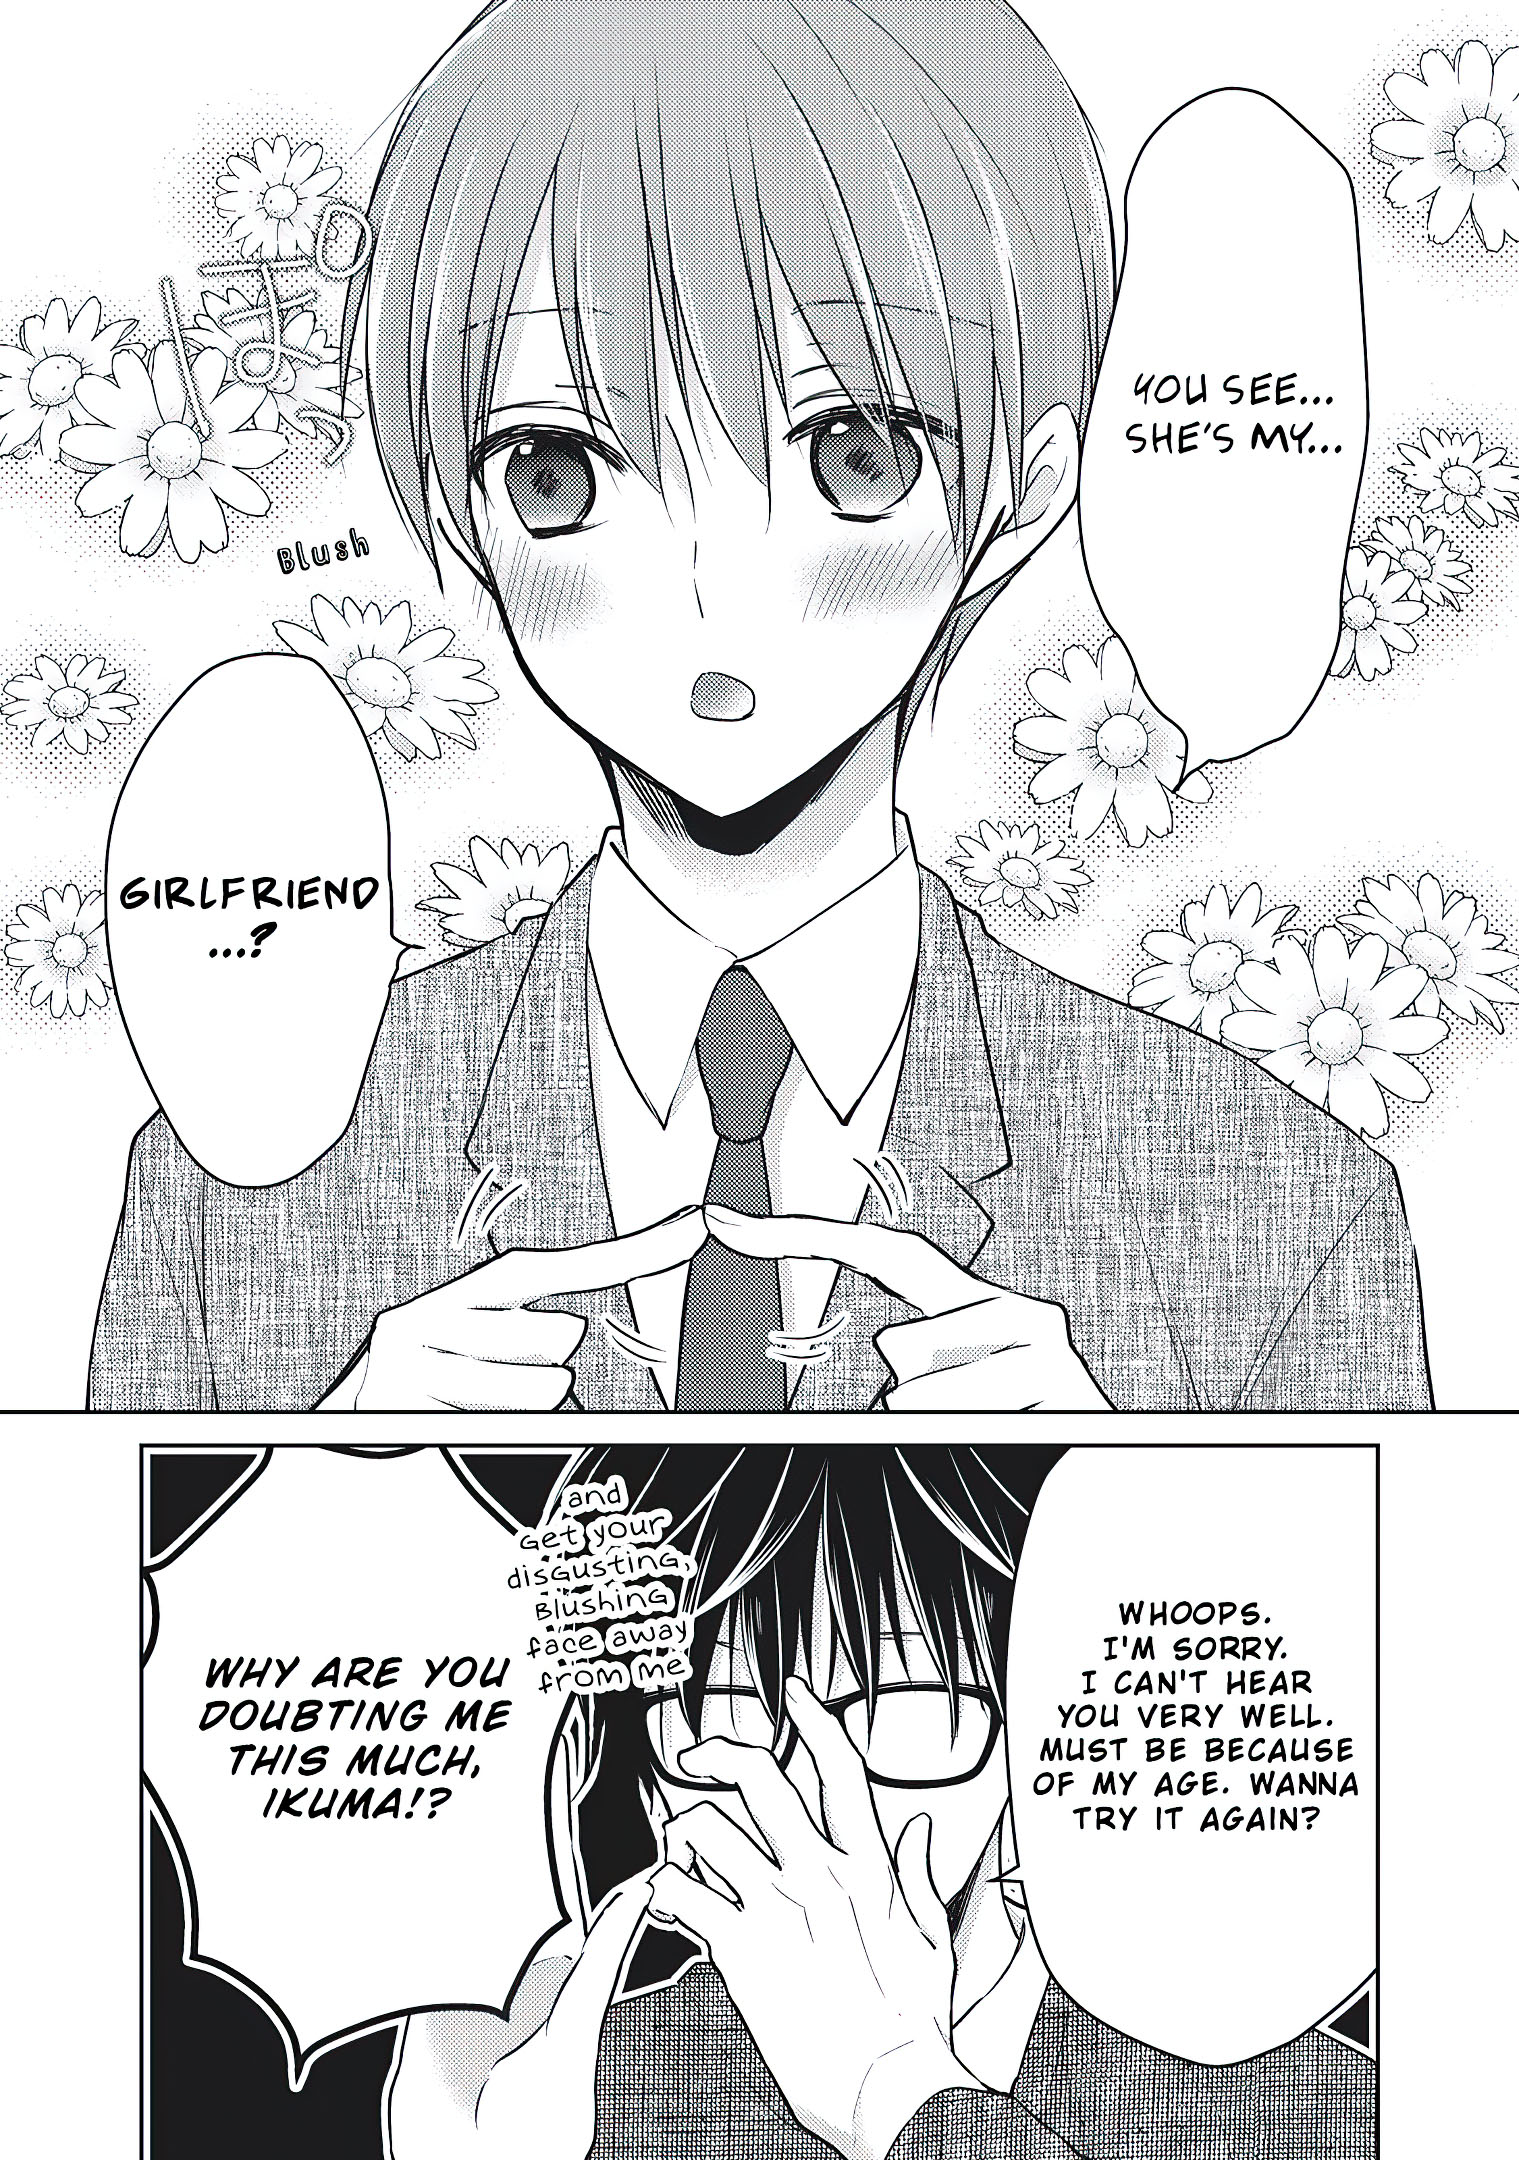 YOU SEE...
SHE'S MY...
ぽっ
Blush
GIRLFRIEND
...?
WHOOPS.
I'M SORRY.
I CAN'T HEAR
YOU VERY WELL.
MUST BE BECAUSE
OF MY AGE. WANNA
TRY IT AGAIN?
and
get your
disgusting,
Blushing
face away
from me
WHY ARE YOU
DOUBTING ME
THIS MUCH,
IKUMA!?